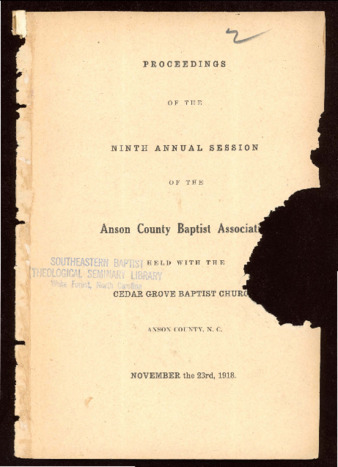 2
PROCEEDINGS
OF THE
NINTH ANNUAL SESSION
OF THE
Anson County Baptist Associati
HELD WITH THE
SOUTHEASTERN BAPTIST
THEOLOGICAL SEMINARY LIBRARY
Wake Forest, North Carolina
CEDAR GROVE BAPTIST CHURC
ANSON COUNTY, N. C.
NOVEMBER the 23rd, 1918.